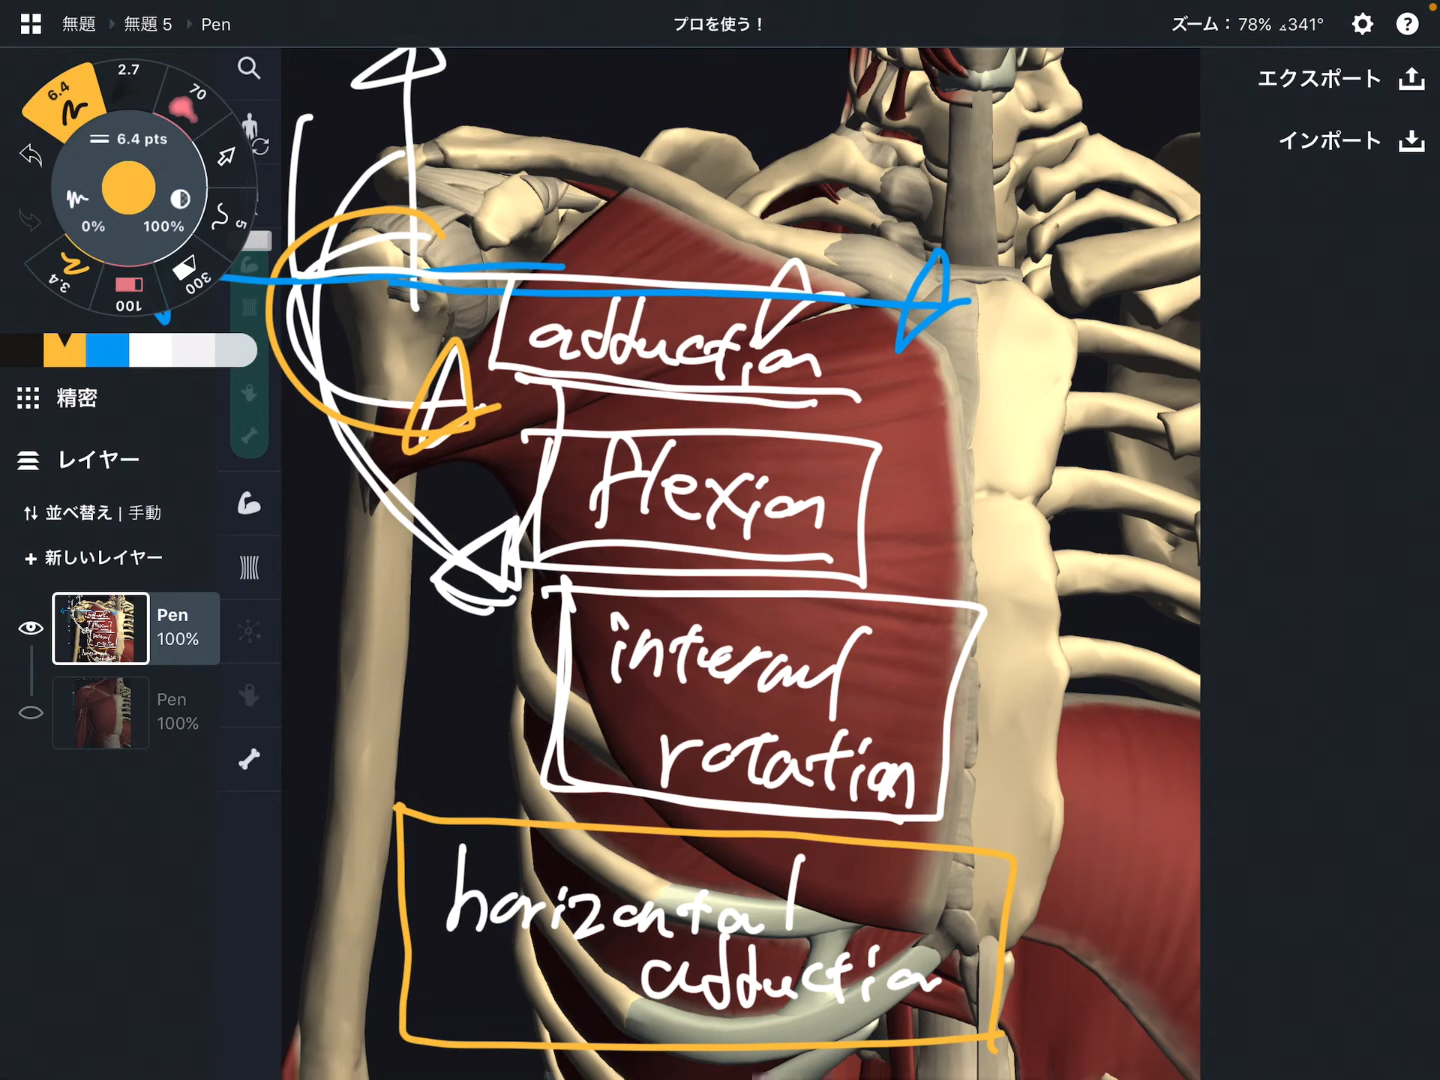 無題 無題 5 Pen
プロを使う！
ズーム： 78% ⊿341°
エクスポート
インポート
2.7
6.4
70
6.4 pts
0% 100%
5
3.4
100
300
精密
レイヤー
並べ替え | 手動
+ 新しいレイヤー
Pen
100%
Pen
100%
adduction
flexion
internal
rotation
horizontal
adduction